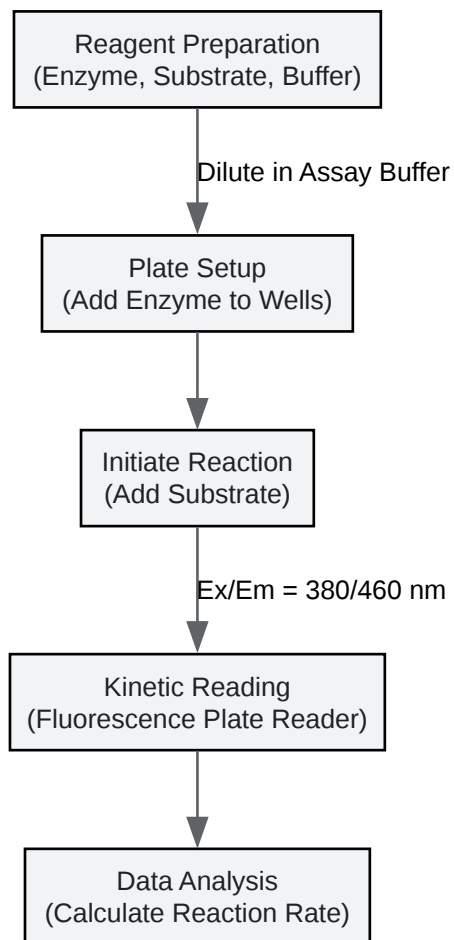 Reagent Preparation
(Enzyme, Substrate, Buffer)
Dilute in Assay Buffer
Plate Setup
(Add Enzyme to Wells)
Initiate Reaction
(Add Substrate)
Ex/Em = 380/460 nm
Kinetic Reading
(Fluorescence Plate Reader)
Data Analysis
(Calculate Reaction Rate)